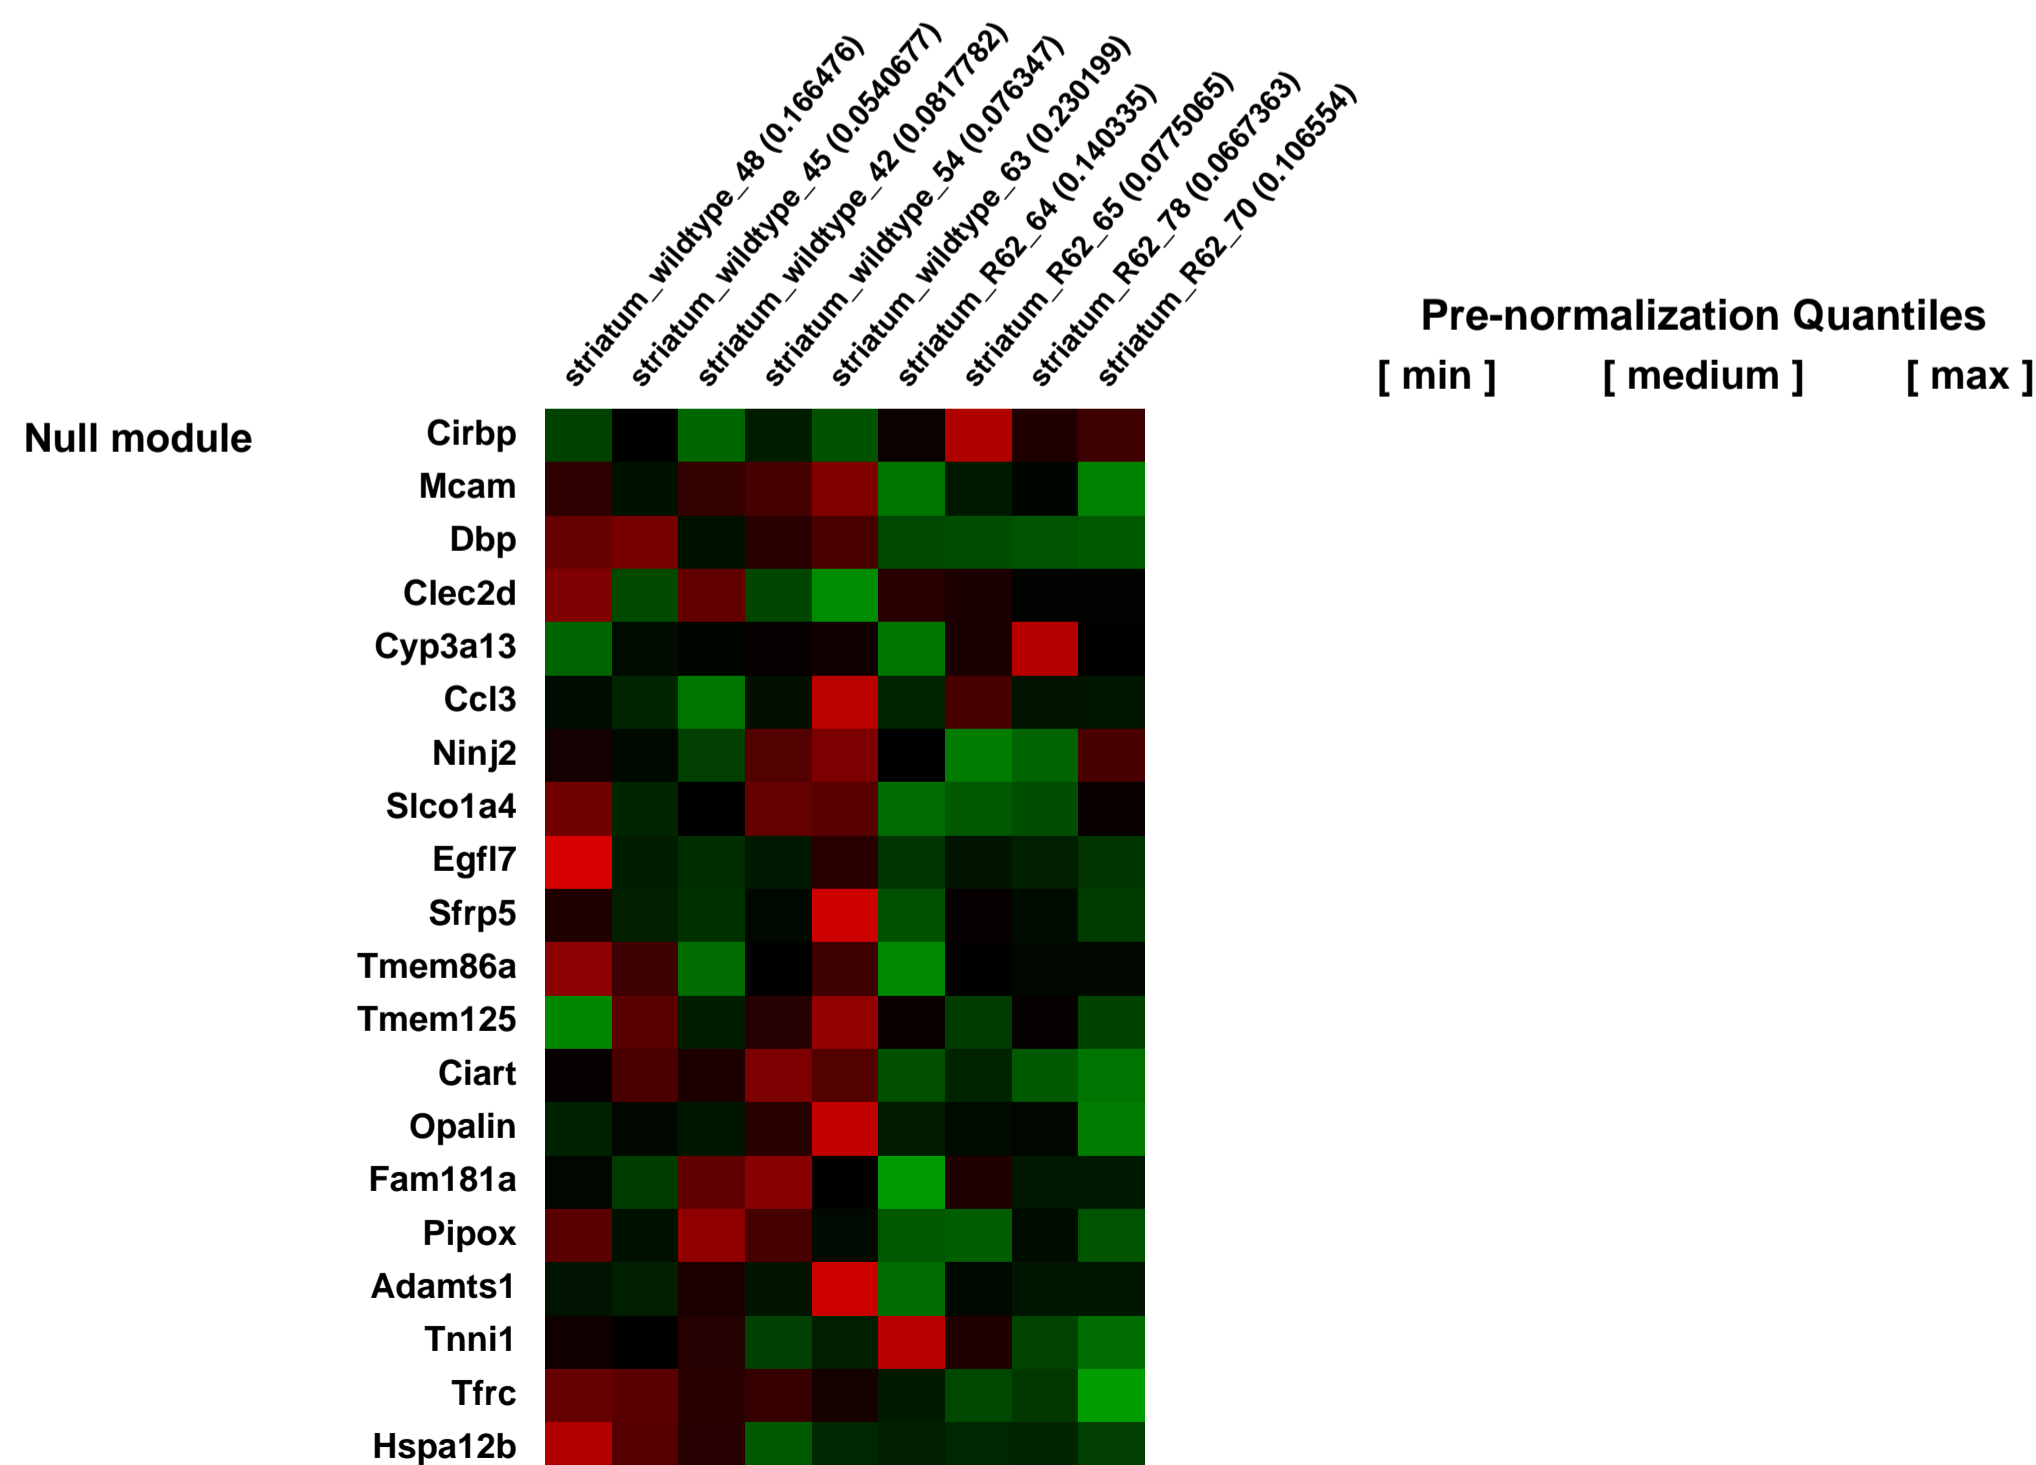 striatum_wildtype_48 (0.166476)
striatum_wildtype_45 (0.0540677)
striatum_wildtype_42 (0.0817782)
striatum_wildtype_54 (0.076347)
striatum_wildtype_63 (0.230199)
striatum_R62_64 (0.140335)
striatum_R62_65 (0.0775065)
striatum_R62_78 (0.0667363)
striatum_R62_70 (0.106554)
Pre-normalization Quantiles
[ min ] [ medium ] [ max ]
Null module
Cirbp
Mcam
Dbp
Clec2d
Cyp3a13
Ccl3
Ninj2
Slco1a4
Egfl7
Sfrp5
Tmem86a
Tmem125
Ciart
Opalin
Fam181a
Pipox
Adamts1
Tnni1
Tfrc
Hspa12b